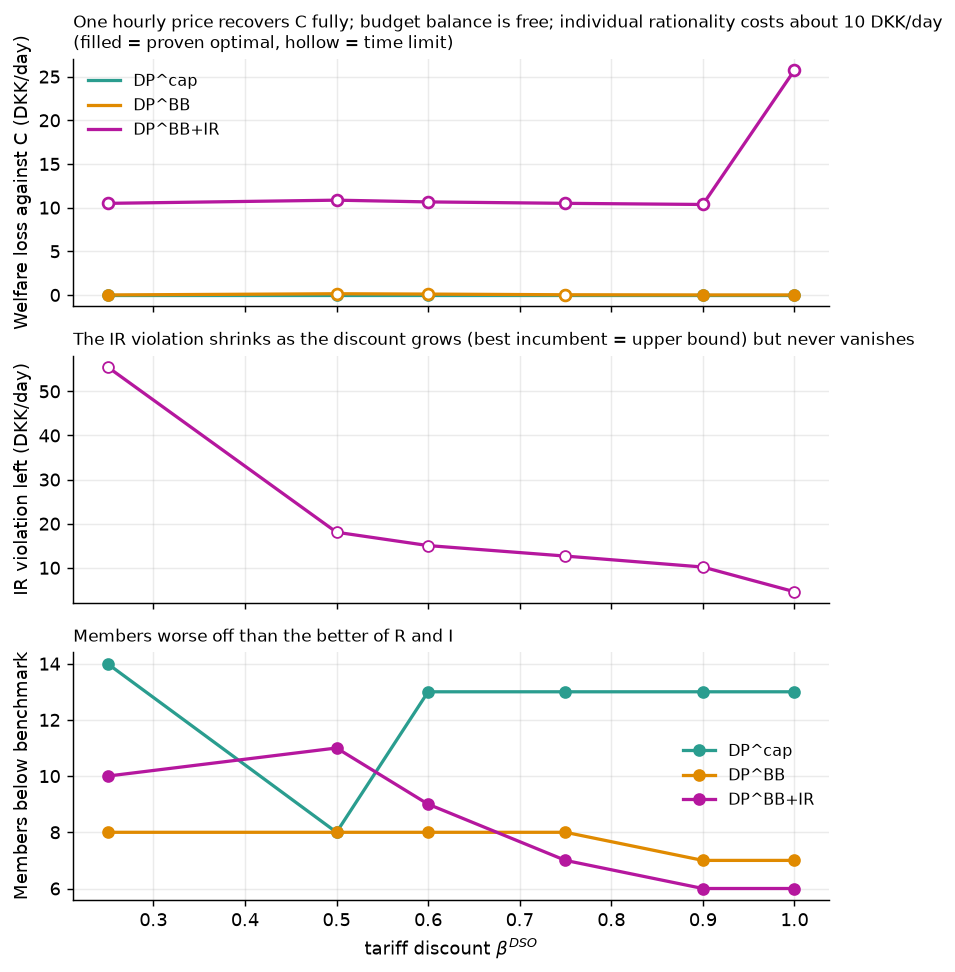 One hourly price recovers C fully; budget balance is free; individual rationality costs about 10 DKK/day
(filled = proven optimal, hollow = time limit)
Welfare loss against C (DKK/day)
25
20
15
10
5
0
DP^cap
DP^BB
DP^BB+IR
The IR violation shrinks as the discount grows (best incumbent = upper bound) but never vanishes
IR violation left (DKK/day)
50
40
30
20
10
Members worse off than the better of R and I
Members below benchmark
14
12
10
8
6
DP^cap
DP^BB
DP^BB+IR
0.3 0.4 0.5 0.6 0.7 0.8 0.9 1.0
tariff discount β^DSO